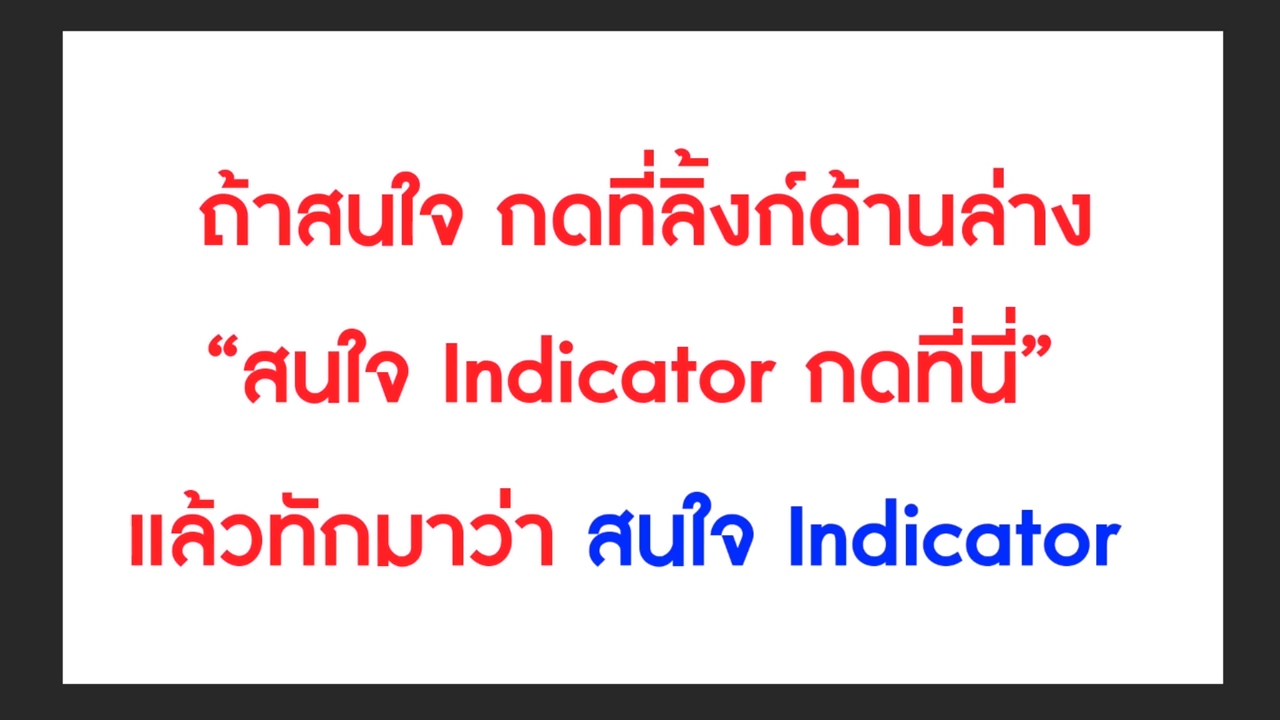 ถ้าสนใจ กดที่ลิ้งก์ด้านล่าง
“สนใจ Indicator กดที่นี่”
แล้วทักมาว่า สนใจ Indicator